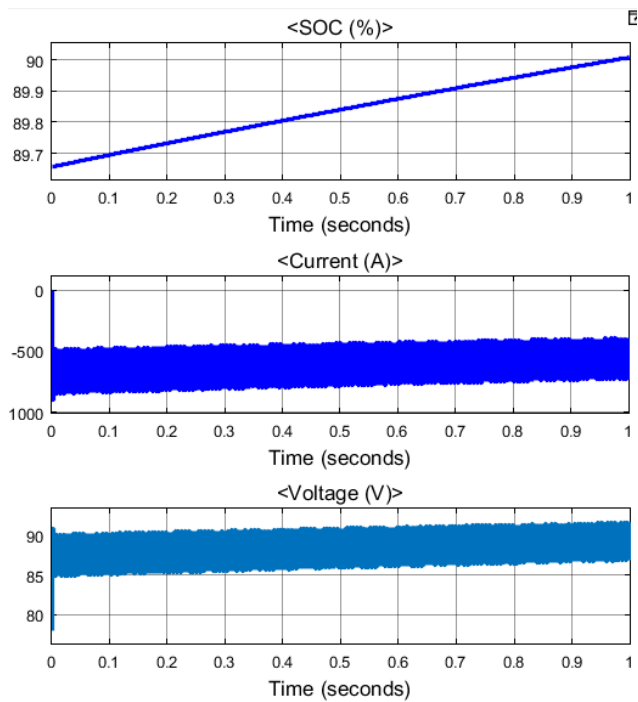 <SOC (%)>
90
89.9
89.8
89.7
0 0.1 0.2 0.3 0.4 0.5 0.6 0.7 0.8 0.9 1
Time (seconds)
<Current (A)>
0
-500
1000
0 0.1 0.2 0.3 0.4 0.5 0.6 0.7 0.8 0.9 1
Time (seconds)
<Voltage (V)>
90
85
80
0 0.1 0.2 0.3 0.4 0.5 0.6 0.7 0.8 0.9 1
Time (seconds)